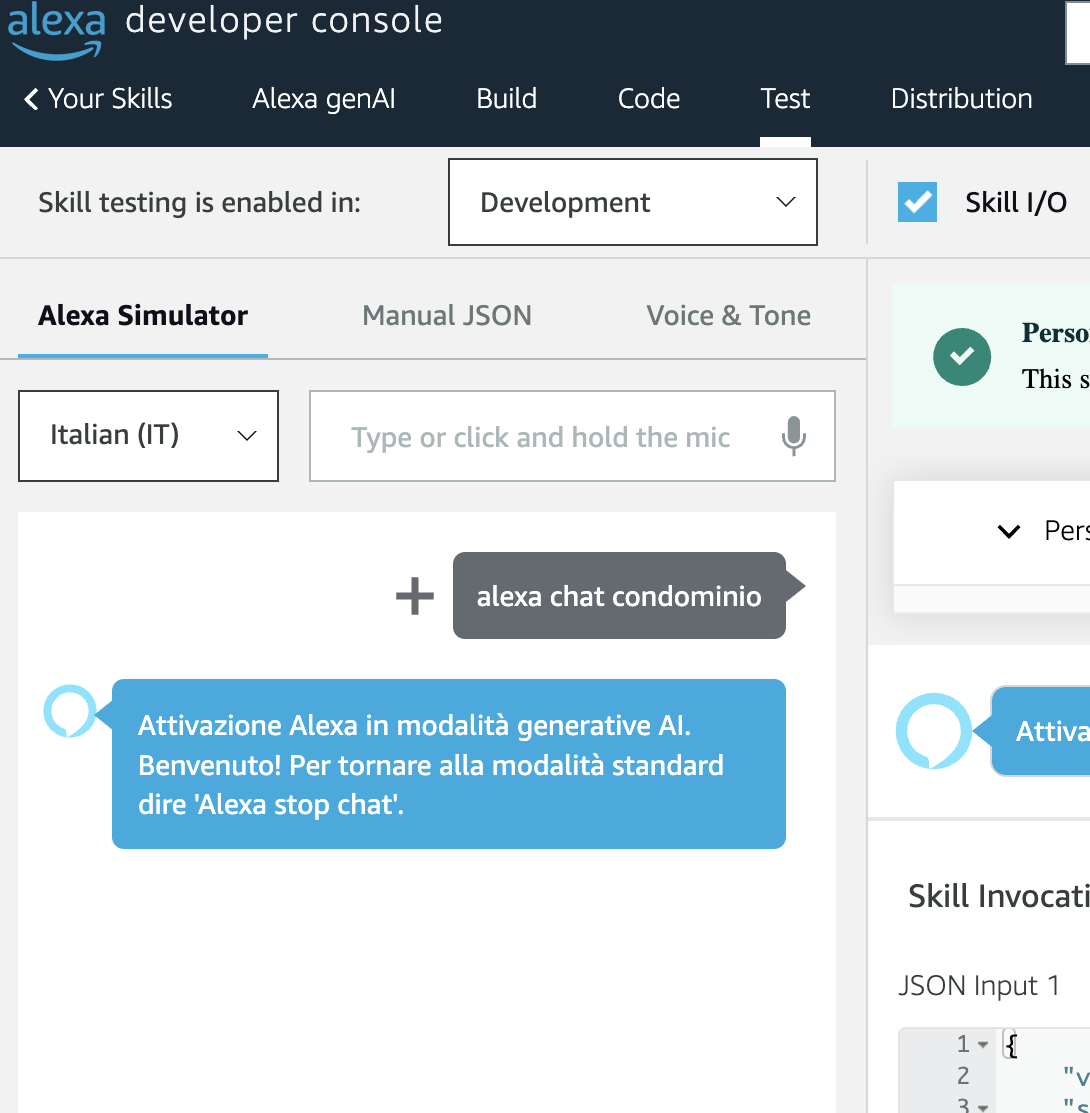 alexa developer console
Your Skills Alexa genAI Build Code Test Distribution
Skill testing is enabled in: Development Skill I/O
Alexa Simulator Manual JSON Voice & Tone
Perso
This s
Italian (IT) Type or click and hold the mic
Pers
alexa chat condominio
Attivazione Alexa in modalità generative AI.
Benvenuto! Per tornare alla modalità standard
dire 'Alexa stop chat'.
Attiva
Skill Invocati
JSON Input 1
1 {
2 "v
3 "s